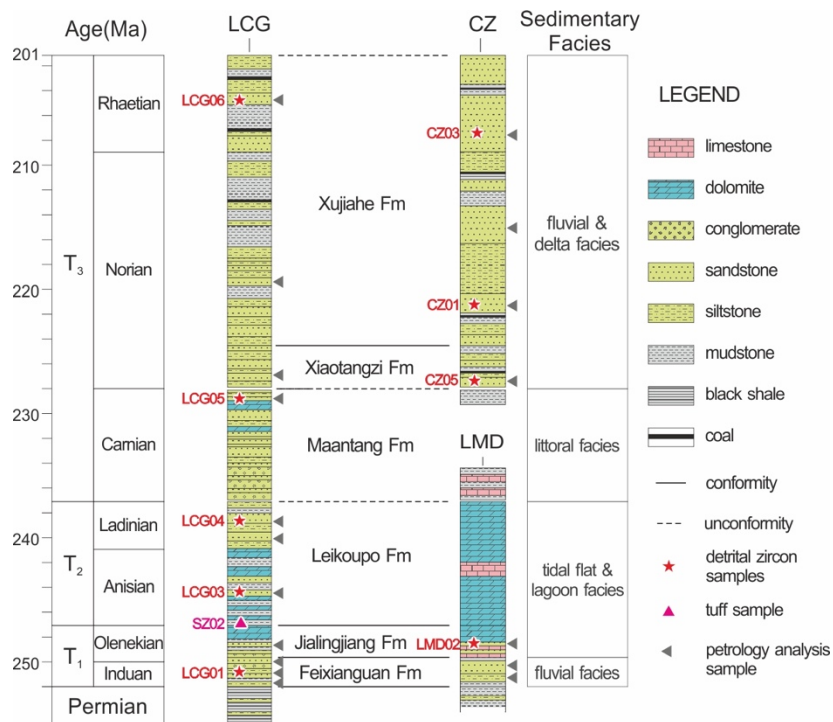 Age(Ma)
LCG
CZ
Sedimentary
Facies
201
210
220
230
240
250
T3
T2
T1
Rhaetian
Norian
Carnian
Ladinian
Anisian
Olenekian
Induan
Permian
LCG06
LCG05
LCG04
LCG03
SZ02
LCG01
Xujiahe Fm
Xiaotangzi Fm
Maantang Fm
Leikoupo Fm
Jialingjiang Fm
Feixianguan Fm
CZ03
CZ01
CZ05
LMD
LMD02
fluvial &
delta facies
littoral facies
tidal flat &
lagoon facies
fluvial facies
LEGEND
limestone
dolomite
conglomerate
sandstone
siltstone
mudstone
black shale
coal
conformity
unconformity
detrital zircon
samples
tuff sample
petrology analysis
sample